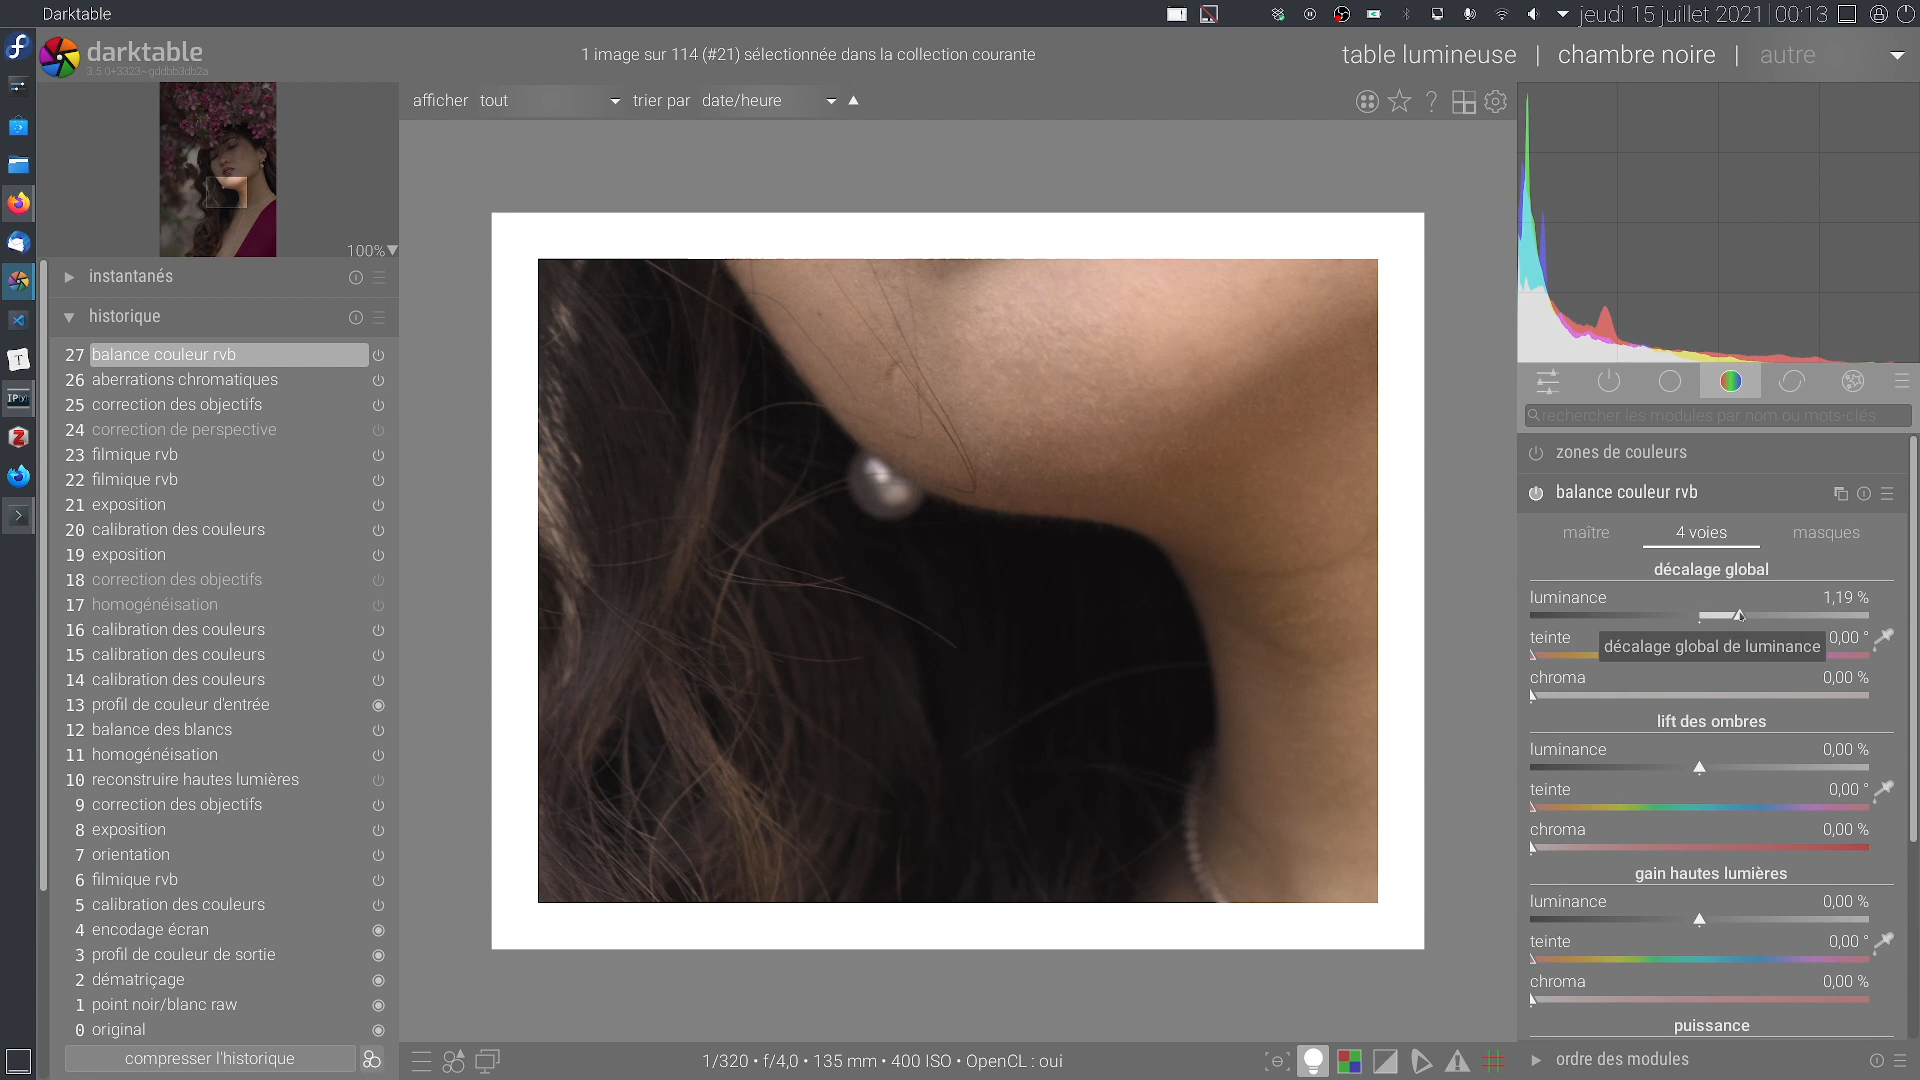 Darktable
jeudi 15 juillet 2021 00:13
darktable
3.5.0+3323~gddbb3db2a
1 image sur 114 (#21) sélectionnée dans la collection courante
table lumineuse | chambre noire | autre
afficher tout trier par date/heure
100%
instantanés
historique
27 balance couleur rvb
26 aberrations chromatiques
25 correction des objectifs
24 correction de perspective
23 filmique rvb
22 filmique rvb
21 exposition
20 calibration des couleurs
19 exposition
18 correction des objectifs
17 homogénéisation
16 calibration des couleurs
15 calibration des couleurs
14 calibration des couleurs
13 profil de couleur d'entrée
12 balance des blancs
11 homogénéisation
10 reconstruire hautes lumières
9 correction des objectifs
8 exposition
7 orientation
6 filmique rvb
5 calibration des couleurs
4 encodage écran
3 profil de couleur de sortie
2 dématriçage
1 point noir/blanc raw
0 original
compresser l'historique
1/320 • f/4,0 • 135 mm • 400 ISO • OpenCL : oui
rechercher les modules par nom ou mots-clés
zones de couleurs
balance couleur rvb
maître 4 voies masques
décalage global
luminance 1,19 %
teinte 0,00 °
décalage global de luminance
chroma 0,00 %
lift des ombres
luminance 0,00 %
teinte 0,00 °
chroma 0,00 %
gain hautes lumières
luminance 0,00 %
teinte 0,00 °
chroma 0,00 %
puissance
ordre des modules